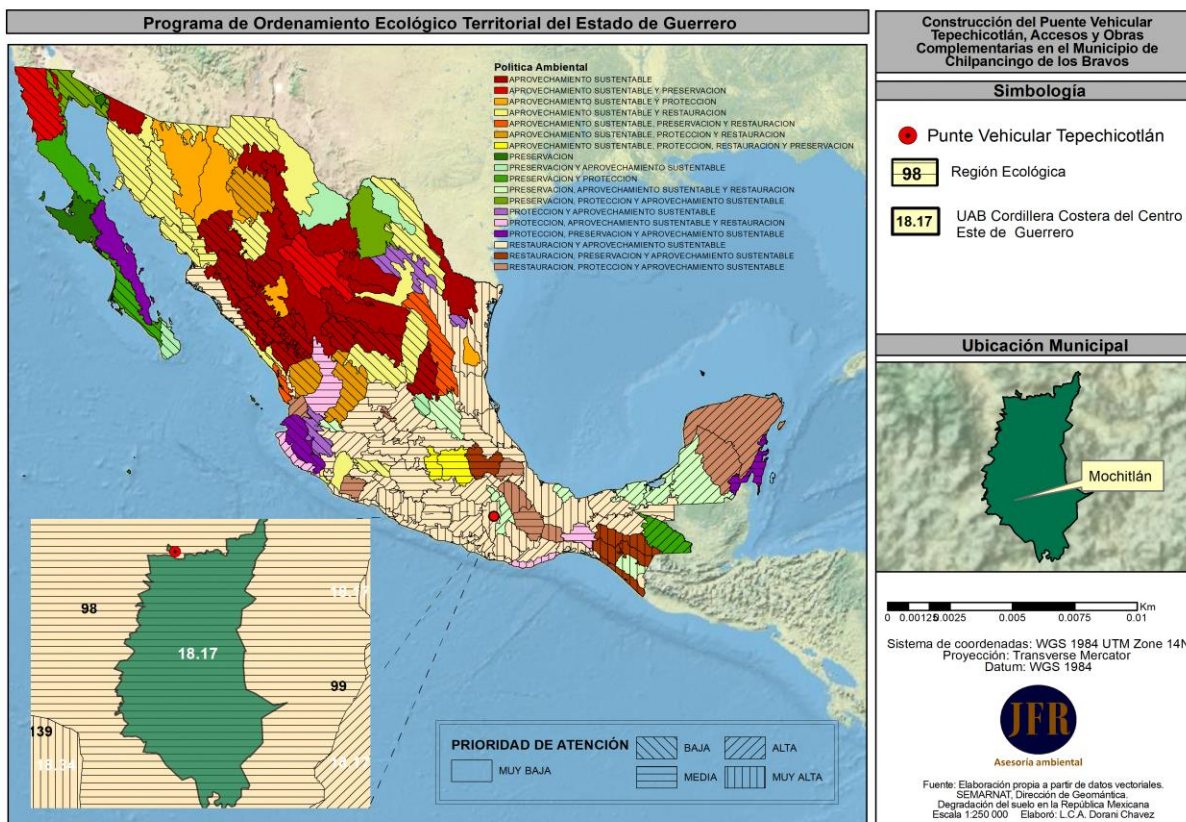 Programa de Ordenamiento Ecológico Territorial del Estado de Guerrero
Política Ambiental
APROVECHAMIENTO SUSTENTABLE
APROVECHAMIENTO SUSTENTABLE Y PRESERVACION
APROVECHAMIENTO SUSTENTABLE Y PROTECCION
APROVECHAMIENTO SUSTENTABLE Y RESTAURACION
APROVECHAMIENTO SUSTENTABLE, PRESERVACION Y RESTAURACION
APROVECHAMIENTO SUSTENTABLE, PROTECCION Y RESTAURACION
APROVECHAMIENTO SUSTENTABLE, PROTECCION, RESTAURACION Y PRESERVACION
PRESERVACION
PRESERVACION Y APROVECHAMIENTO SUSTENTABLE
PRESERVACION Y PROTECCION
PRESERVACION, APROVECHAMIENTO SUSTENTABLE Y RESTAURACION
PRESERVACION, PROTECCION Y APROVECHAMIENTO SUSTENTABLE
PROTECCION Y APROVECHAMIENTO SUSTENTABLE
PROTECCION, APROVECHAMIENTO SUSTENTABLE Y RESTAURACION
PROTECCION, PRESERVACION Y APROVECHAMIENTO SUSTENTABLE
RESTAURACION Y APROVECHAMIENTO SUSTENTABLE
RESTAURACION, PRESERVACION Y APROVECHAMIENTO SUSTENTABLE
RESTAURACION, PROTECCION Y APROVECHAMIENTO SUSTENTABLE
98
18.17
99
139
18.34
PRIORIDAD DE ATENCIÓN
MUY BAJA
BAJA
ALTA
MEDIA
MUY ALTA
Construcción del Puente Vehicular
Tepechicotlán, Accesos y Obras
Complementarias en el Municipio de
Chilpancingo de los Bravos
Simbología
Punte Vehicular Tepechicotlán
98
Región Ecológica
18.17
UAB Cordillera Costera del Centro
Este de Guerrero
Ubicación Municipal
Mochitlán
Km
0 0.00125 0.0025 0.005 0.0075 0.01
Sistema de coordenadas: WGS 1984 UTM Zone 14N
Proyección: Transverse Mercator
Datum: WGS 1984
JFR
Asesoría ambiental
Fuente: Elaboración propia a partir de datos vectoriales.
SEMARNAT, Dirección de Geomántica.
Degradación del suelo en la República Mexicana
Escala 1:250 000 Elaboró: L.C.A. Dorani Chavez